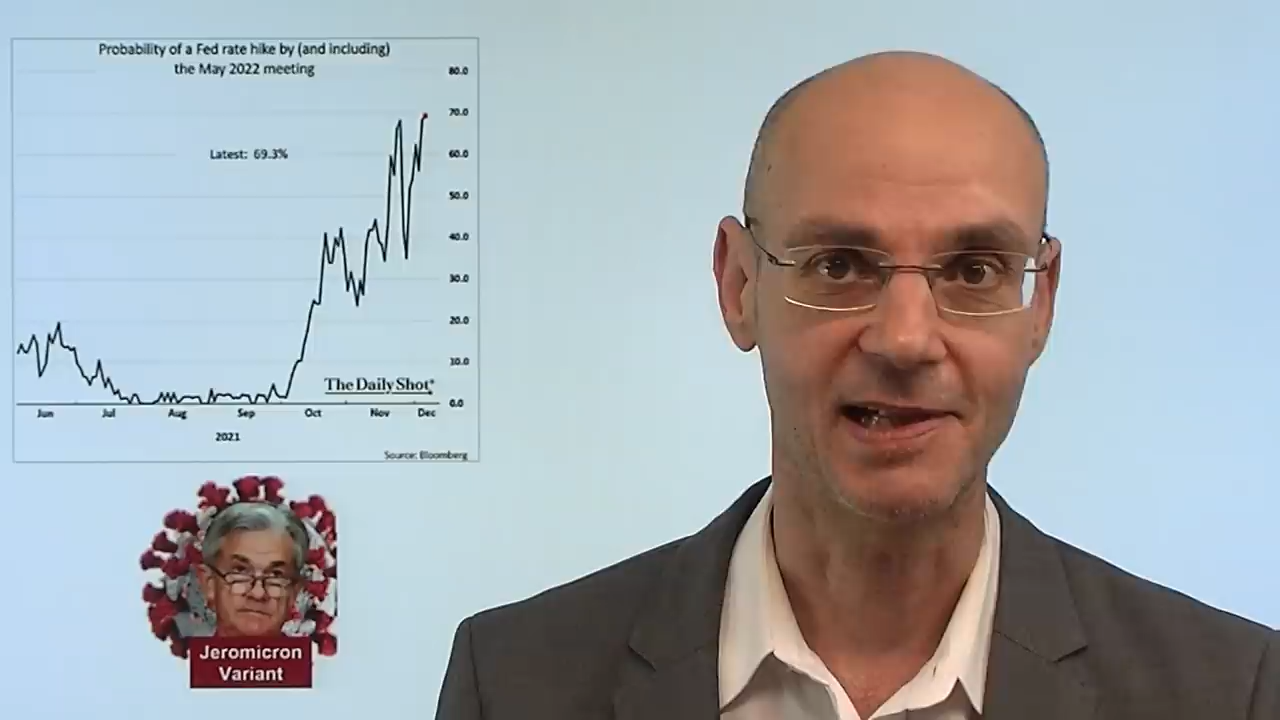 Probability of a Fed rate hike by (and including)
the May 2022 meeting
80.0
70.0
Latest: 69.3%
60.0
50.0
40.0
30.0
20.0
10.0
The Daily Shot®
0.0
Jun Jul Aug Sep Oct Nov Dec
2021
Source: Bloomberg
Jeromicron
Variant